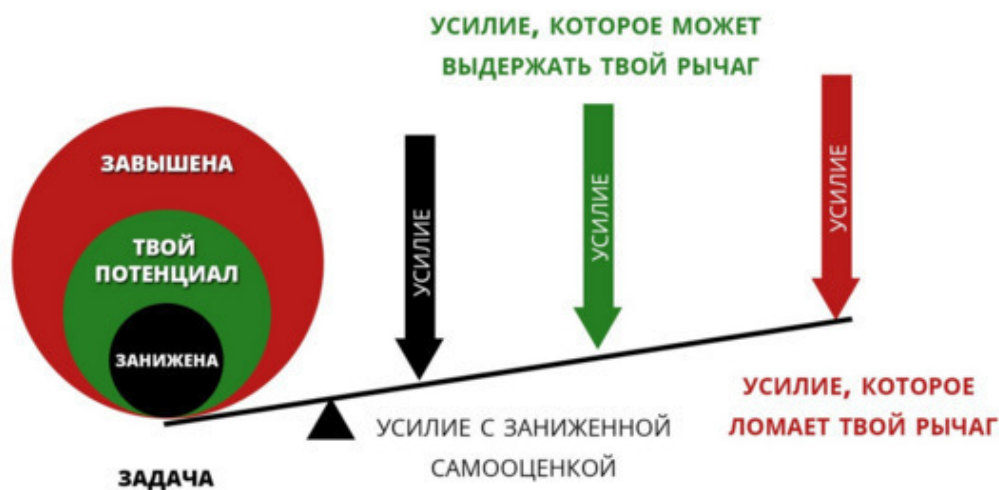 УСИЛИЕ, КОТОРОЕ МОЖЕТ
ВЫДЕРЖАТЬ ТВОЙ РЫЧАГ
ЗАВЫШЕНА
ТВОЙ
ПОТЕНЦИАЛ
ЗАНИЖЕНА
УСИЛИЕ
УСИЛИЕ
УСИЛИЕ
УСИЛИЕ, КОТОРОЕ
ЛОМАЕТ ТВОЙ РЫЧАГ
УСИЛИЕ С ЗАНИЖЕННОЙ
САМООЦЕНКОЙ
ЗАДАЧА